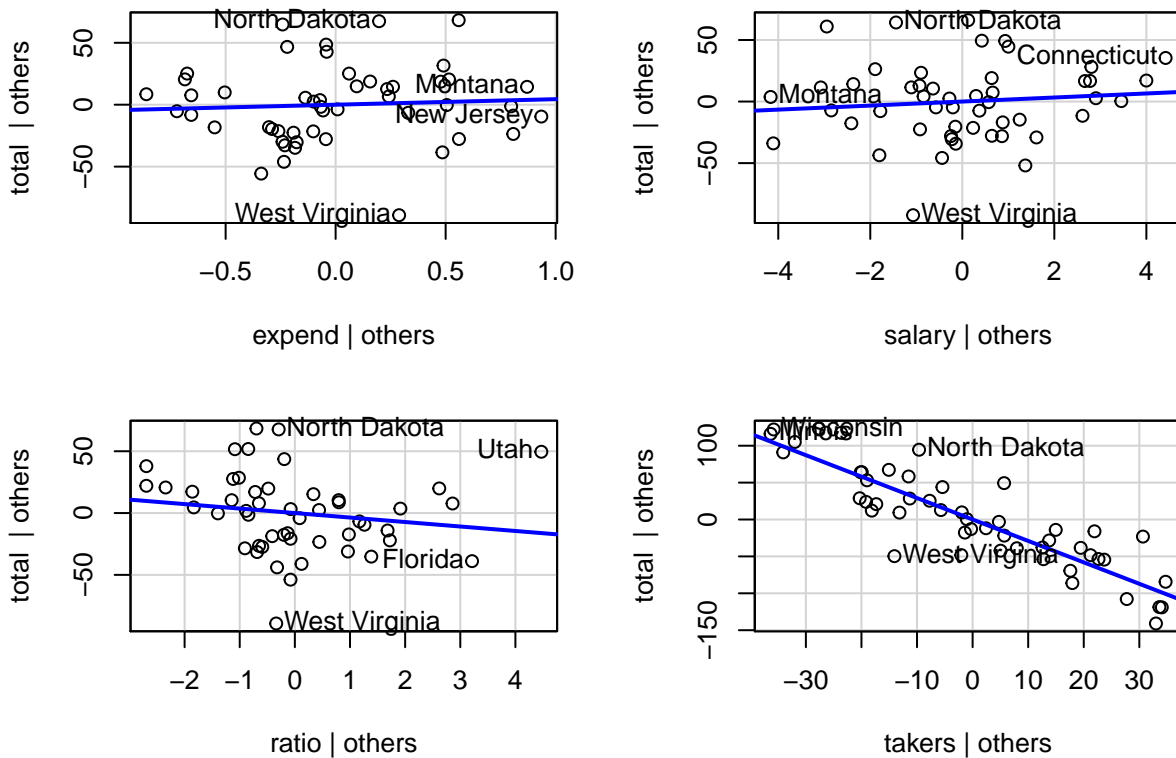 North Dakota
Montana
New Jersey
West Virginia
50
0
−50
total | others
−0.5 0.0 0.5 1.0
expend | others
North Dakota
Connecticut
Montana
West Virginia
50
0
−50
total | others
−4 −2 0 2 4
salary | others
North Dakota
Utah
Florida
West Virginia
50
0
−50
total | others
−2 −1 0 1 2 3 4
ratio | others
Wisconsin
Illinois
North Dakota
West Virginia
100
0
−150
total | others
−30 −10 0 10 20 30
takers | others